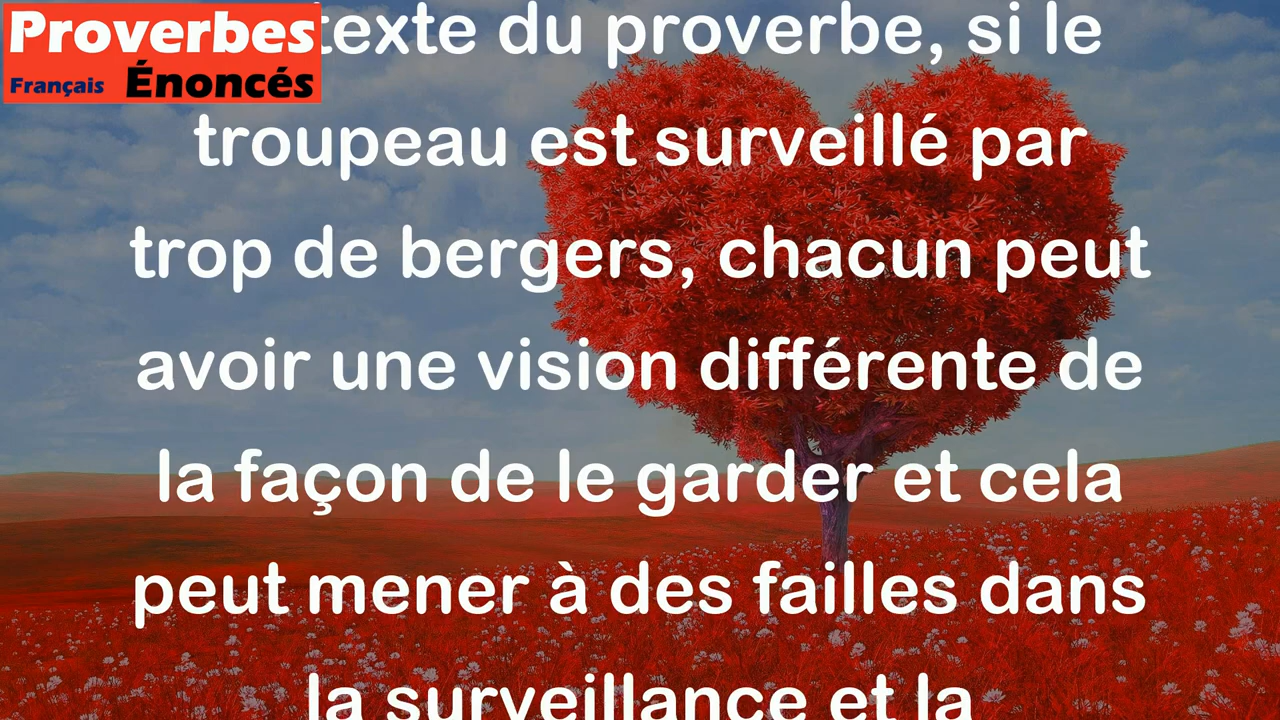 Proverbes
Français Énoncés
texte du proverbe, si le
troupeau est surveillé par
trop de bergers, chacun peut
avoir une vision différente de
la façon de le garder et cela
peut mener à des failles dans
la surveillance et la